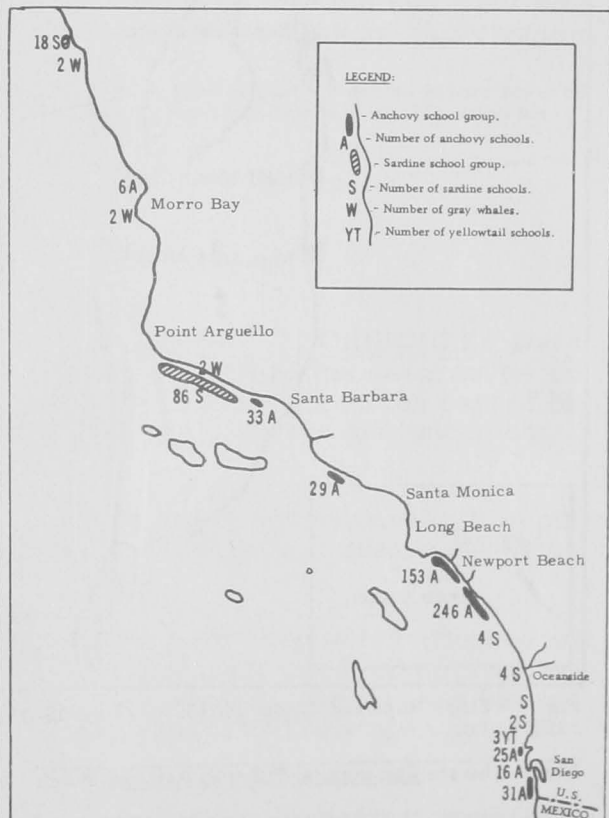 18 S
2 W
LEGEND:
- Anchovy school group.
A - Number of anchovy schools.
- Sardine school group.
S - Number of sardine schools.
W - Number of gray whales.
YT - Number of yellowtail schools.
6 A
Morro Bay
2 W
Point Arguello
2 W
86 S
Santa Barbara
33 A
29 A
Santa Monica
Long Beach
Newport Beach
153 A
246 A
4 S
4 S
Oceanside
S
2 S
3 YT
25 A
San
Diego
16 A
31 A
U.S.
MEXICO